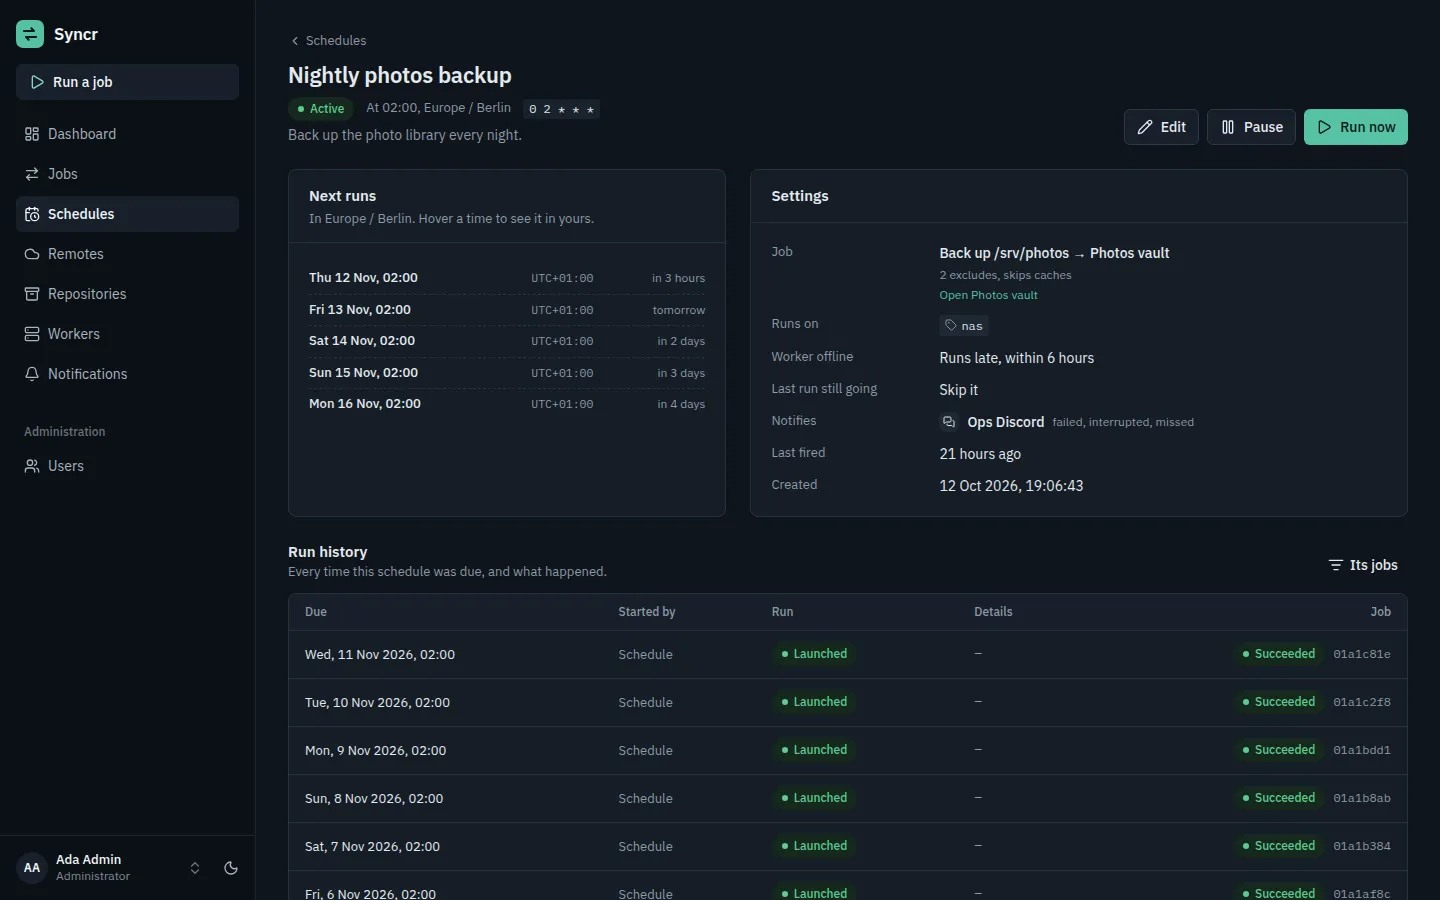 Syncr
Run a job
Dashboard
Jobs
Schedules
Remotes
Repositories
Workers
Notifications
Administration
Users
AA
Ada Admin
Administrator
Schedules
Nightly photos backup
Active At 02:00, Europe / Berlin 0 2 * * *
Back up the photo library every night.
Edit Pause Run now
Next runs
In Europe / Berlin. Hover a time to see it in yours.
Thu 12 Nov, 02:00 UTC+01:00 in 3 hours
Fri 13 Nov, 02:00 UTC+01:00 tomorrow
Sat 14 Nov, 02:00 UTC+01:00 in 2 days
Sun 15 Nov, 02:00 UTC+01:00 in 3 days
Mon 16 Nov, 02:00 UTC+01:00 in 4 days
Settings
Job Back up /srv/photos → Photos vault
2 excludes, skips caches
Open Photos vault
Runs on nas
Worker offline Runs late, within 6 hours
Last run still going Skip it
Notifies Ops Discord failed, interrupted, missed
Last fired 21 hours ago
Created 12 Oct 2026, 19:06:43
Run history
Every time this schedule was due, and what happened.
Its jobs
Due Started by Run Details Job
Wed, 11 Nov 2026, 02:00 Schedule Launched – Succeeded 01a1c81e
Tue, 10 Nov 2026, 02:00 Schedule Launched – Succeeded 01a1c2f8
Mon, 9 Nov 2026, 02:00 Schedule Launched – Succeeded 01a1bdd1
Sun, 8 Nov 2026, 02:00 Schedule Launched – Succeeded 01a1b8ab
Sat, 7 Nov 2026, 02:00 Schedule Launched – Succeeded 01a1b384
Fri, 6 Nov 2026, 02:00 Schedule Launched – Succeeded 01a1af8c